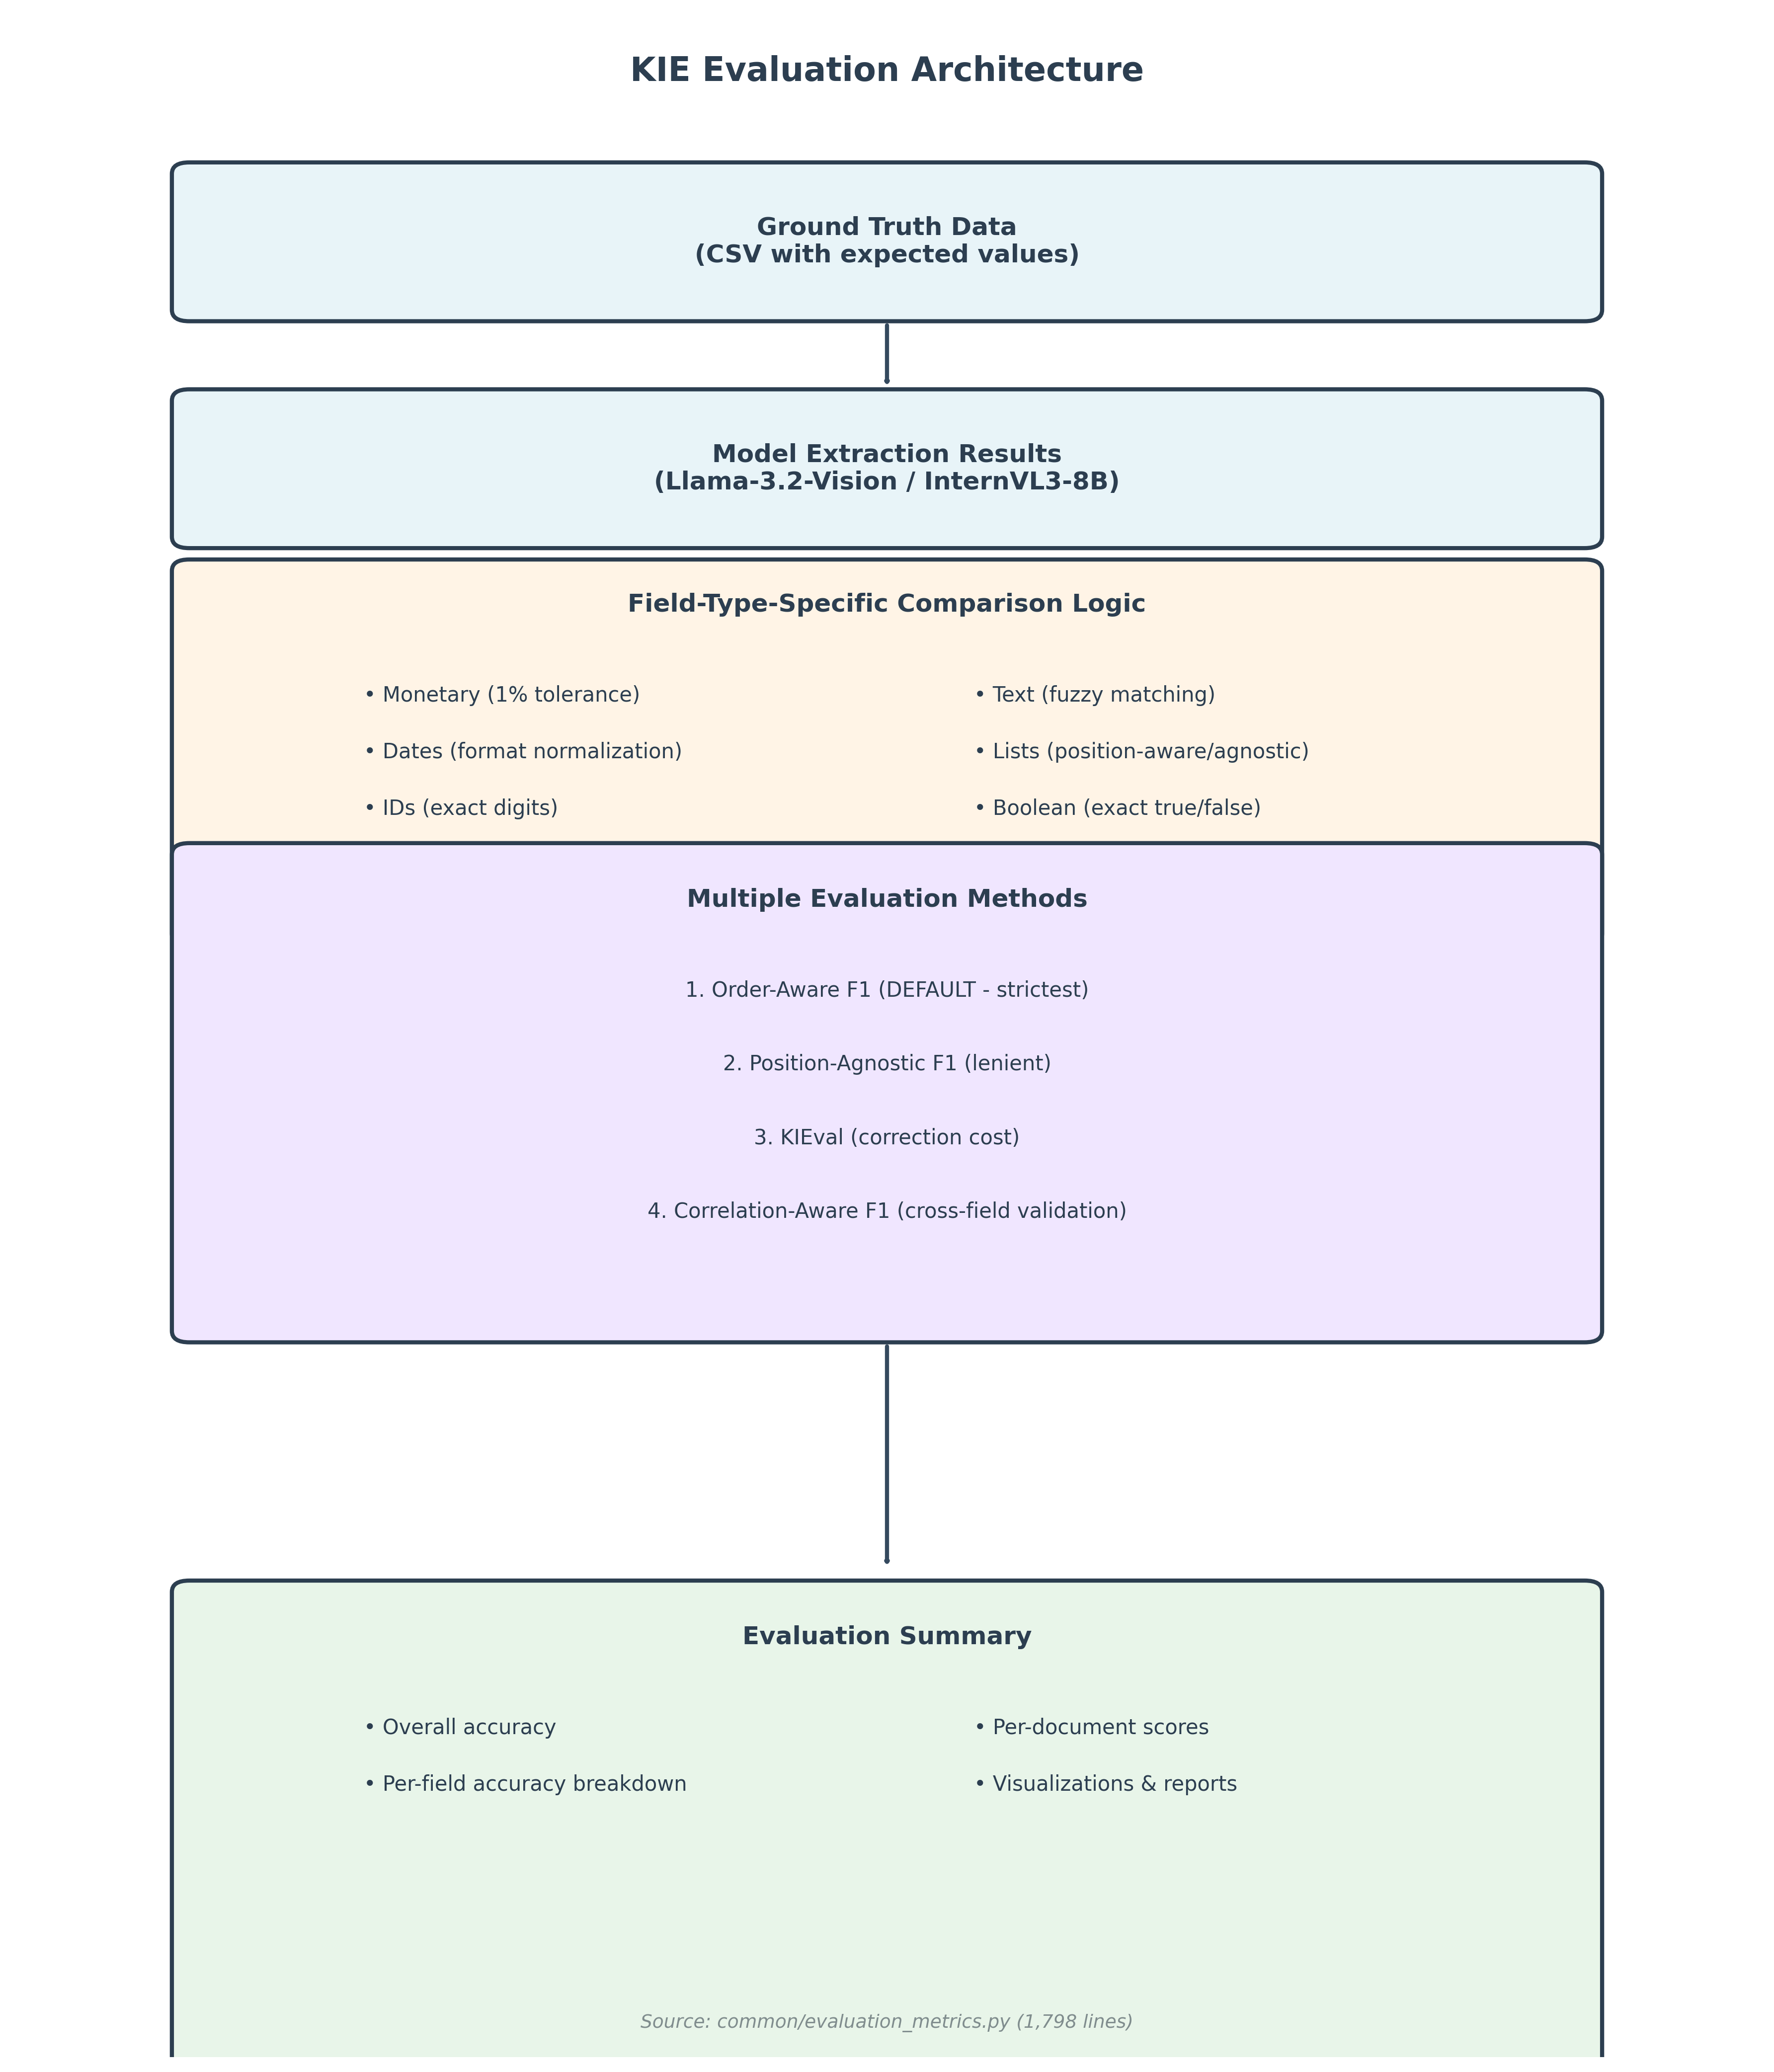 KIE Evaluation Architecture
Ground Truth Data
(CSV with expected values)
Model Extraction Results
(Llama-3.2-Vision / InternVL3-8B)
Field-Type-Specific Comparison Logic
• Monetary (1% tolerance)
• Text (fuzzy matching)
• Dates (format normalization)
• Lists (position-aware/agnostic)
• IDs (exact digits)
• Boolean (exact true/false)
Multiple Evaluation Methods
1. Order-Aware F1 (DEFAULT - strictest)
2. Position-Agnostic F1 (lenient)
3. KIEval (correction cost)
4. Correlation-Aware F1 (cross-field validation)
Evaluation Summary
• Overall accuracy
• Per-document scores
• Per-field accuracy breakdown
• Visualizations & reports
Source: common/evaluation_metrics.py (1,798 lines)